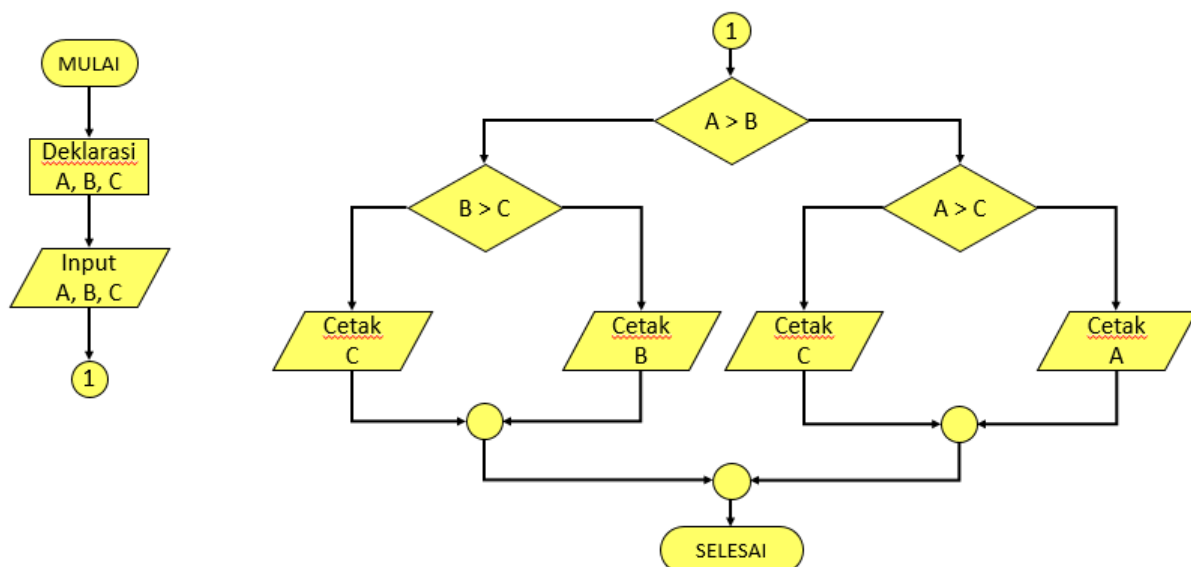 MULAI
Deklarasi
A, B, C
Input
A, B, C
1
1
A > B
B > C
A > C
Cetak
C
Cetak
B
Cetak
C
Cetak
A
SELESAI